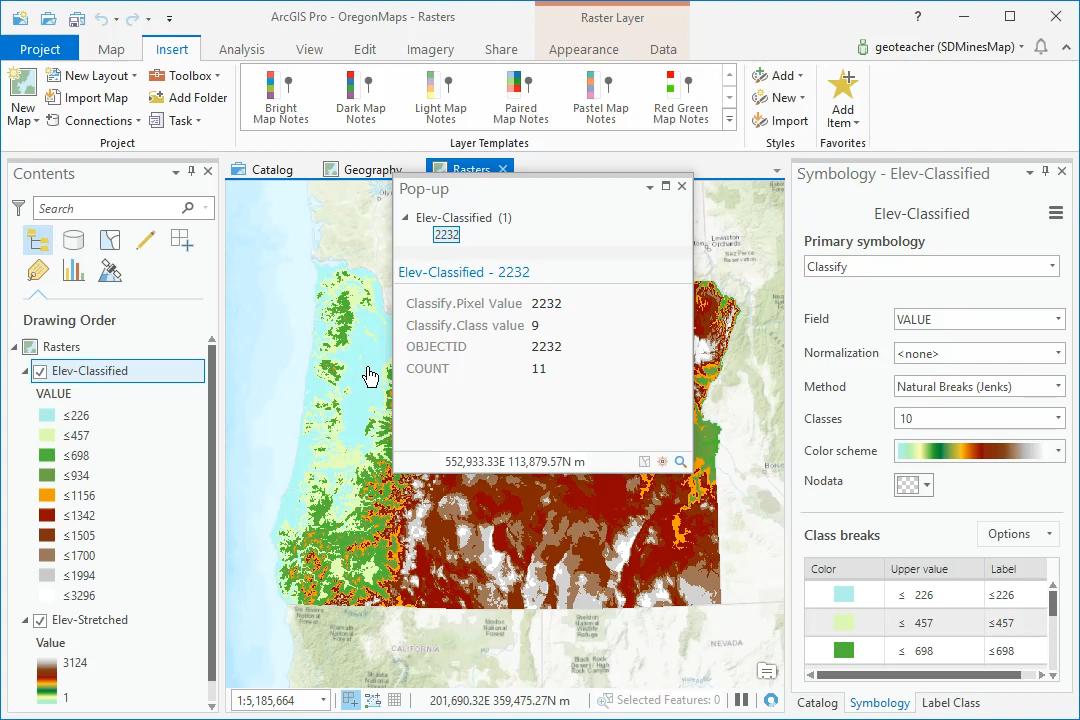 ArcGIS Pro - OregonMaps - Rasters
Raster Layer
?
Project Map Insert Analysis View Edit Imagery Share Appearance Data
geoteacher (SDMinesMap)
New Map
New Layout
Import Map
Connections
Toolbox
Add Folder
Task
Project
Bright Map Notes
Dark Map Notes
Light Map Notes
Paired Map Notes
Pastel Map Notes
Red Green Map Notes
Layer Templates
Add
New
Import
Styles
Add Item
Favorites
Contents
Search
Drawing Order
Rasters
Elev-Classified
VALUE
≤226
≤457
≤698
≤934
≤1156
≤1342
≤1505
≤1700
≤1994
≤3296
Elev-Stretched
Value
3124
1
Catalog Geography Rasters
Pop-up
Elev-Classified (1)
2232
Elev-Classified - 2232
Classify.Pixel Value 2232
Classify.Class value 9
OBJECTID 2232
COUNT 11
552,933.33E 113,879.57N m
Lewiston
Orchards
CALIFORNIA
NEVADA
1:5,185,664
201,690.32E 359,475.27N m
Selected Features: 0
Symbology - Elev-Classified
Elev-Classified
Primary symbology
Classify
Field VALUE
Normalization <none>
Method Natural Breaks (Jenks)
Classes 10
Color scheme
Nodata
Class breaks
Options
Color Upper value Label
≤ 226 ≤226
≤ 457 ≤457
≤ 698 ≤698
Catalog Symbology Label Class